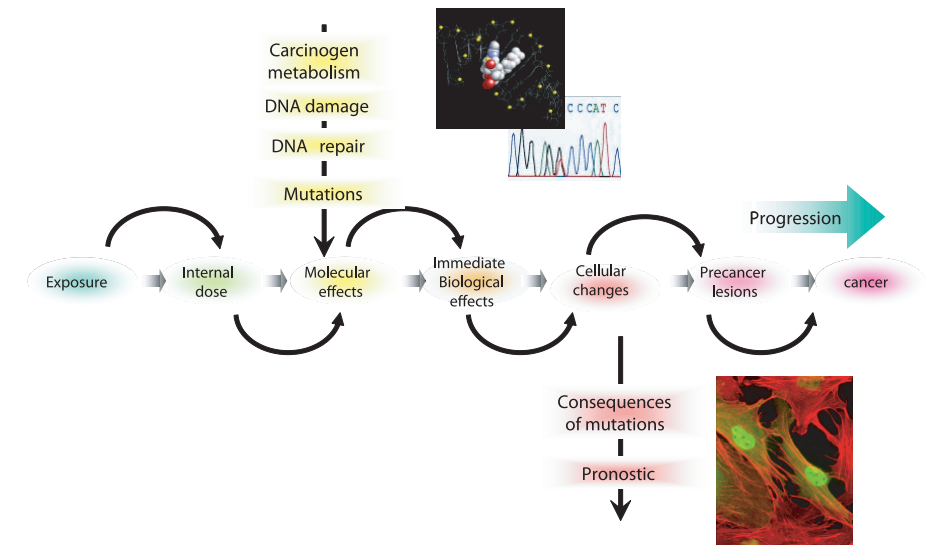 Carcinogen
metabolism
DNA damage
DNA repair
Mutations
C C C A T C
Progression
Exposure
Internal
dose
Molecular
effects
Immediate
Biological
effects
Cellular
changes
Precancer
lesions
cancer
Consequences
of mutations
Pronostic